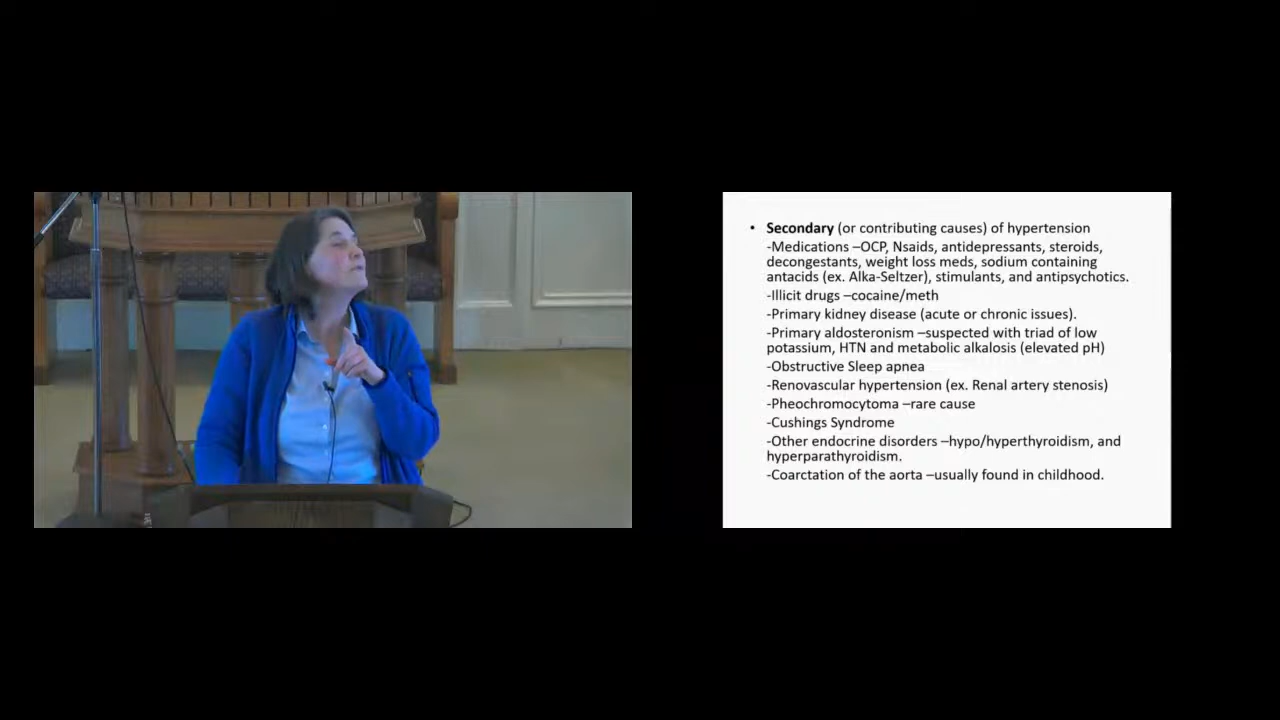 • Secondary (or contributing causes) of hypertension
-Medications –OCP, Nsaids, antidepressants, steroids,
decongestants, weight loss meds, sodium containing
antacids (ex. Alka-Seltzer), stimulants, and antipsychotics.
-Illicit drugs –cocaine/meth
-Primary kidney disease (acute or chronic issues).
-Primary aldosteronism –suspected with triad of low
potassium, HTN and metabolic alkalosis (elevated pH)
-Obstructive Sleep apnea
-Renovascular hypertension (ex. Renal artery stenosis)
-Pheochromocytoma –rare cause
-Cushings Syndrome
-Other endocrine disorders –hypo/hyperthyroidism, and
hyperparathyroidism.
-Coarctation of the aorta –usually found in childhood.